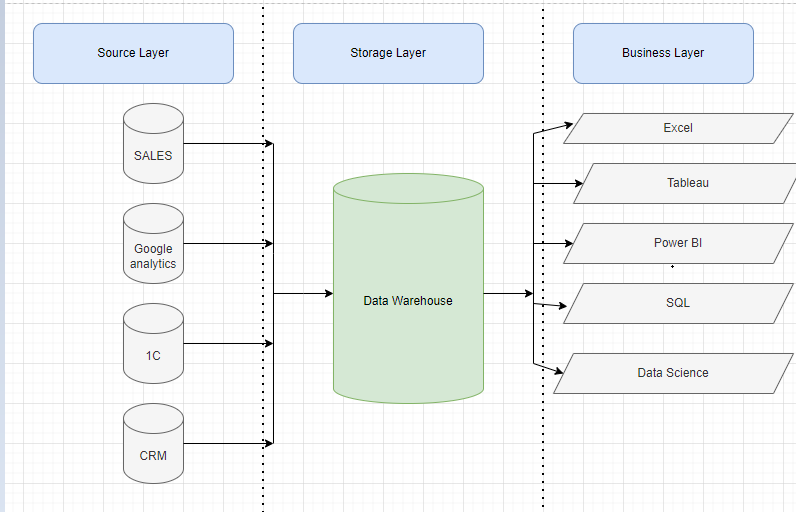 Source Layer
Storage Layer
Business Layer
SALES
Google
analytics
1C
CRM
Data Warehouse
Excel
Tableau
Power BI
SQL
Data Science